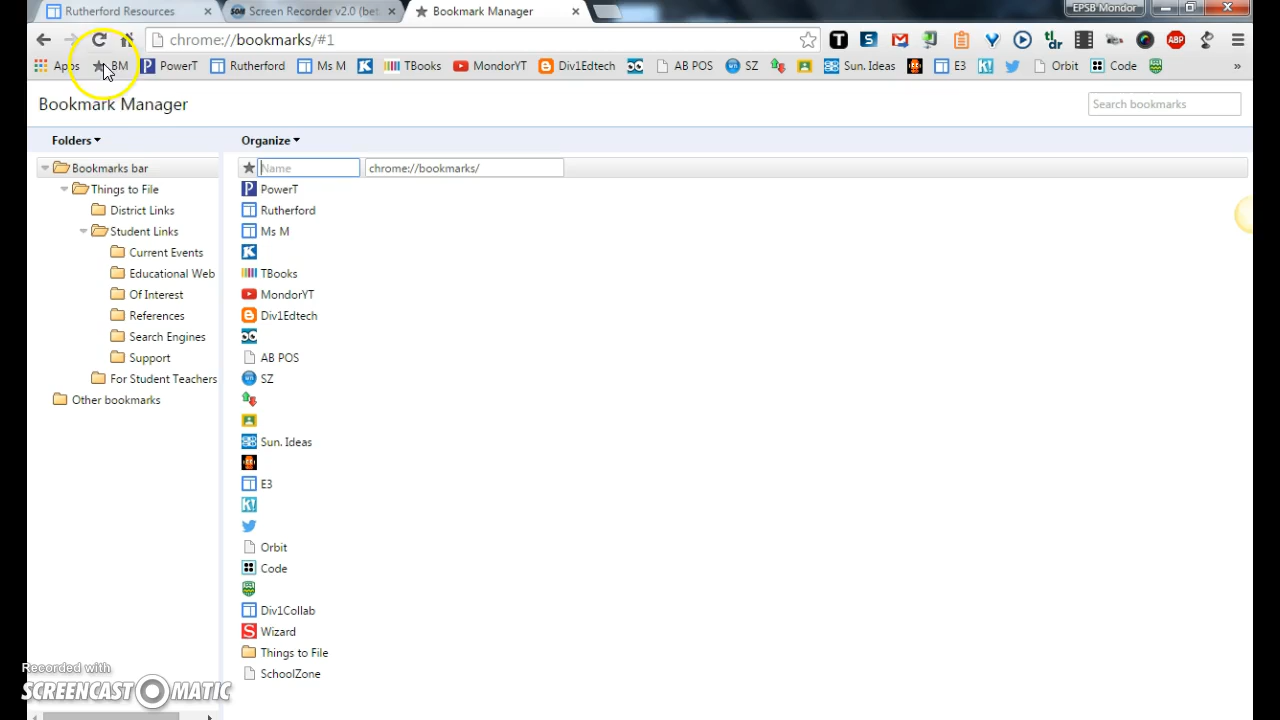 Rutherford Resources
Screen Recorder v2.0 (bet
Bookmark Manager
EPSB Mondor
chrome://bookmarks/#1
Apps
BM
PowerT
Rutherford
Ms M
TBooks
MondorYT
Div1Edtech
AB POS
SZ
Sun. Ideas
E3
Orbit
Code
»
Bookmark Manager
Search bookmarks
Folders
Organize
Bookmarks bar
Things to File
District Links
Student Links
Current Events
Educational Web
Of Interest
References
Search Engines
Support
For Student Teachers
Other bookmarks
Name
chrome://bookmarks/
PowerT
Rutherford
Ms M
TBooks
MondorYT
Div1Edtech
AB POS
SZ
Sun. Ideas
E3
Orbit
Code
Div1Collab
Wizard
Things to File
SchoolZone
Recorded with
SCREENCAST-O-MATIC